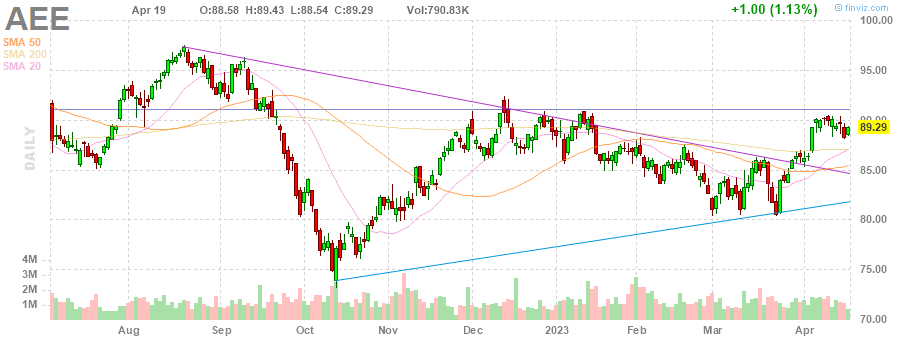 AEE
Apr 19 O:88.58 H:89.43 L:88.54 C:89.29 Vol:790.83K +1.00 (1.13%)
© finviz.com
SMA 50
SMA 200
SMA 20
DAILY
100.00
95.00
90.00
89.29
85.00
80.00
75.00
70.00
4M
3M
2M
1M
Aug Sep Oct Nov Dec 2023 Feb Mar Apr